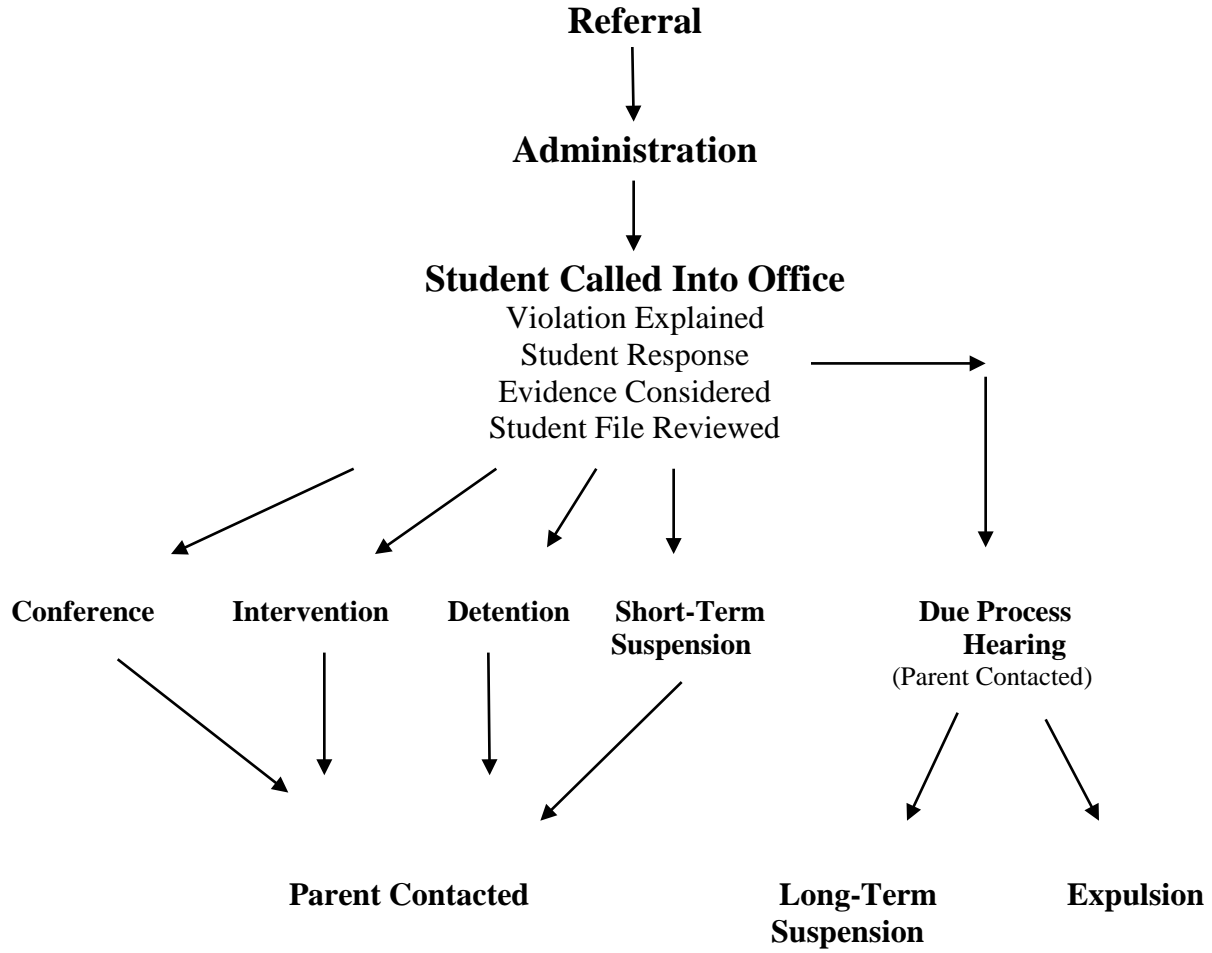 Referral
Administration
Student Called Into Office
Violation Explained
Student Response
Evidence Considered
Student File Reviewed
Conference
Intervention
Detention
Short-Term
Suspension
Due Process
Hearing
(Parent Contacted)
Parent Contacted
Long-Term
Suspension
Expulsion